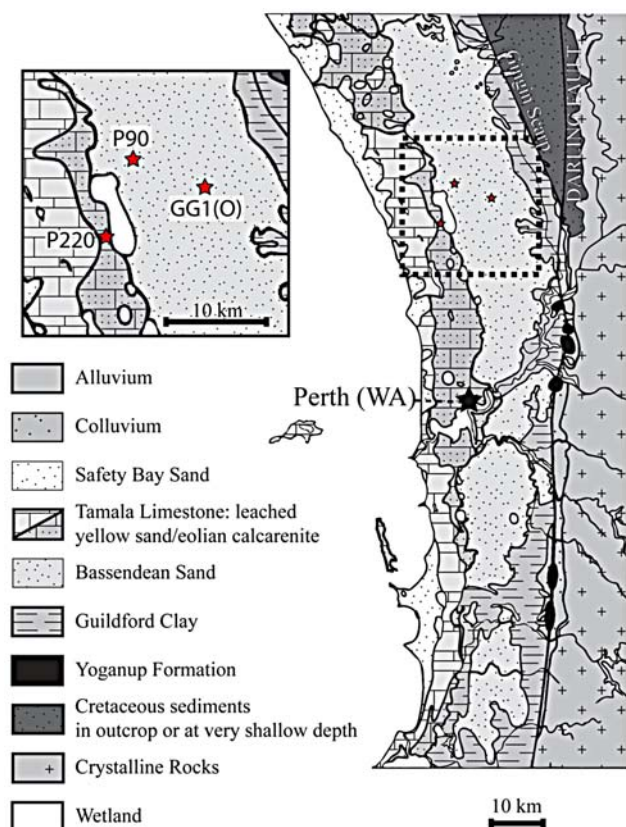 P90
GG1(O)
P220
10 km
Gingin Scarp
DARLING FAULT
Perth (WA)
Alluvium
Colluvium
Safety Bay Sand
Tamala Limestone: leached
yellow sand/eolian calcarenite
Bassendean Sand
Guildford Clay
Yoganup Formation
Cretaceous sediments
in outcrop or at very shallow depth
Crystalline Rocks
Wetland
10 km